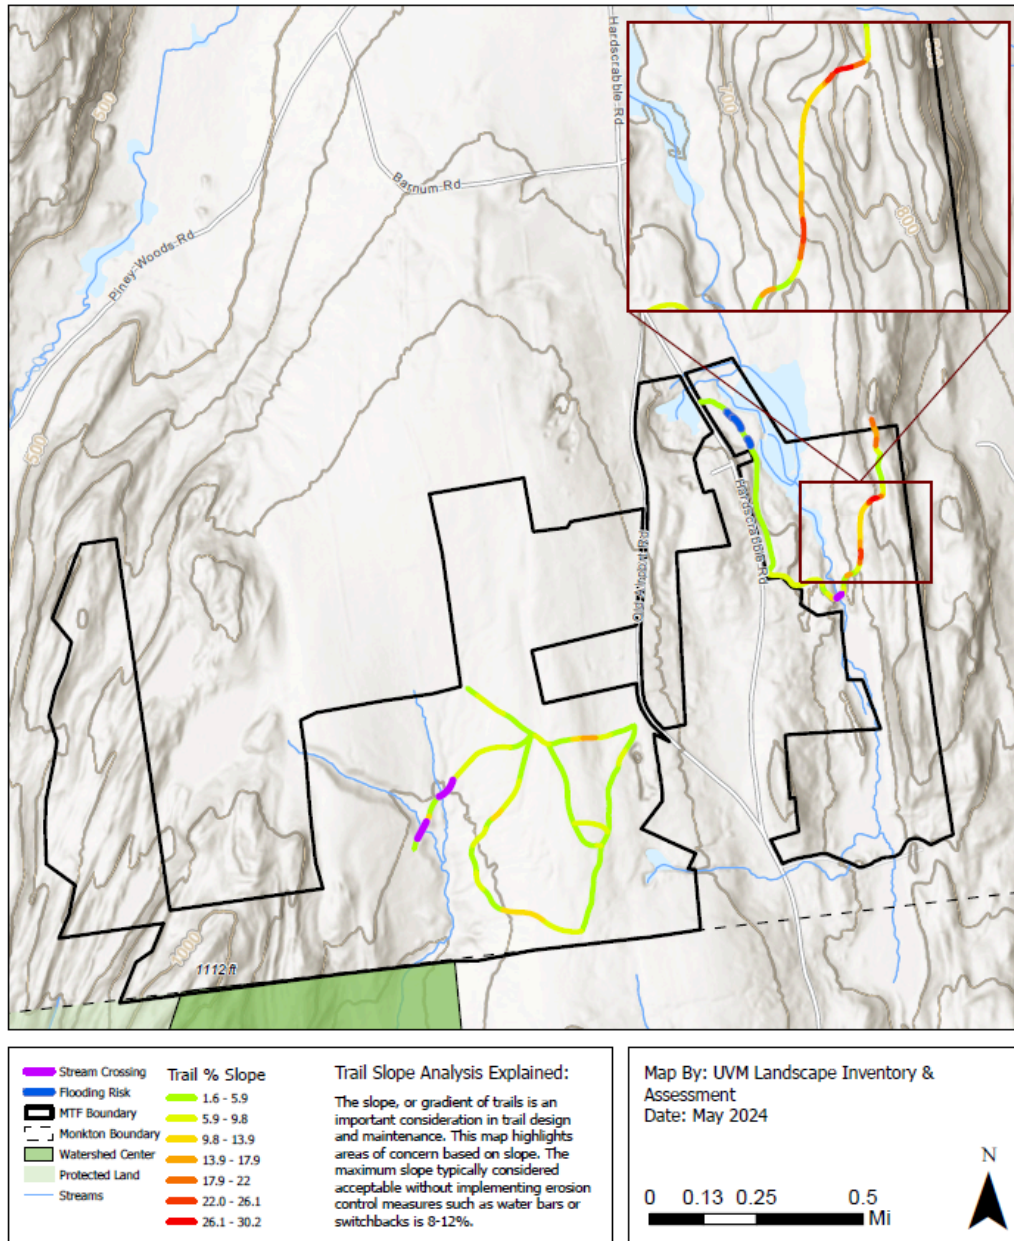 Hardscrabble Rd
500
Barnum Rd
Piney Woods Rd
700
500
800
500
Hardscrabble Rd
1000
1112 ft
Stream Crossing
Flooding Risk
MTF Boundary
Monkton Boundary
Watershed Center
Protected Land
Streams
Trail % Slope
1.6 - 5.9
5.9 - 9.8
9.8 - 13.9
13.9 - 17.9
17.9 - 22
22.0 - 26.1
26.1 - 30.2
Trail Slope Analysis Explained:
The slope, or gradient of trails is an
important consideration in trail design
and maintenance. This map highlights
areas of concern based on slope. The
maximum slope typically considered
acceptable without implementing erosion
control measures such as water bars or
switchbacks is 8-12%.
Map By: UVM Landscape Inventory &
Assessment
Date: May 2024
N
0 0.13 0.25 0.5
Mi